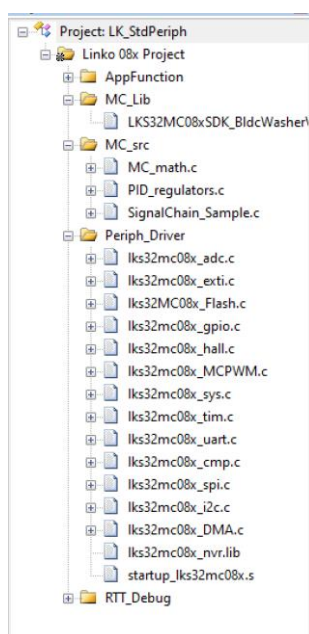 Project: LK_StdPeriph
Linko 08x Project
AppFunction
MC_Lib
LKS32MC08xSDK_BldcWasher
MC_src
MC_math.c
PID_regulators.c
SignalChain_Sample.c
Periph_Driver
lks32mc08x_adc.c
lks32mc08x_exti.c
lks32MC08x_Flash.c
lks32mc08x_gpio.c
lks32mc08x_hall.c
lks32mc08x_MCPWM.c
lks32mc08x_sys.c
lks32mc08x_tim.c
lks32mc08x_uart.c
lks32mc08x_cmp.c
lks32mc08x_spi.c
lks32mc08x_i2c.c
lks32mc08x_DMA.c
lks32mc08x_nvr.lib
startup_lks32mc08x.s
RTT_Debug